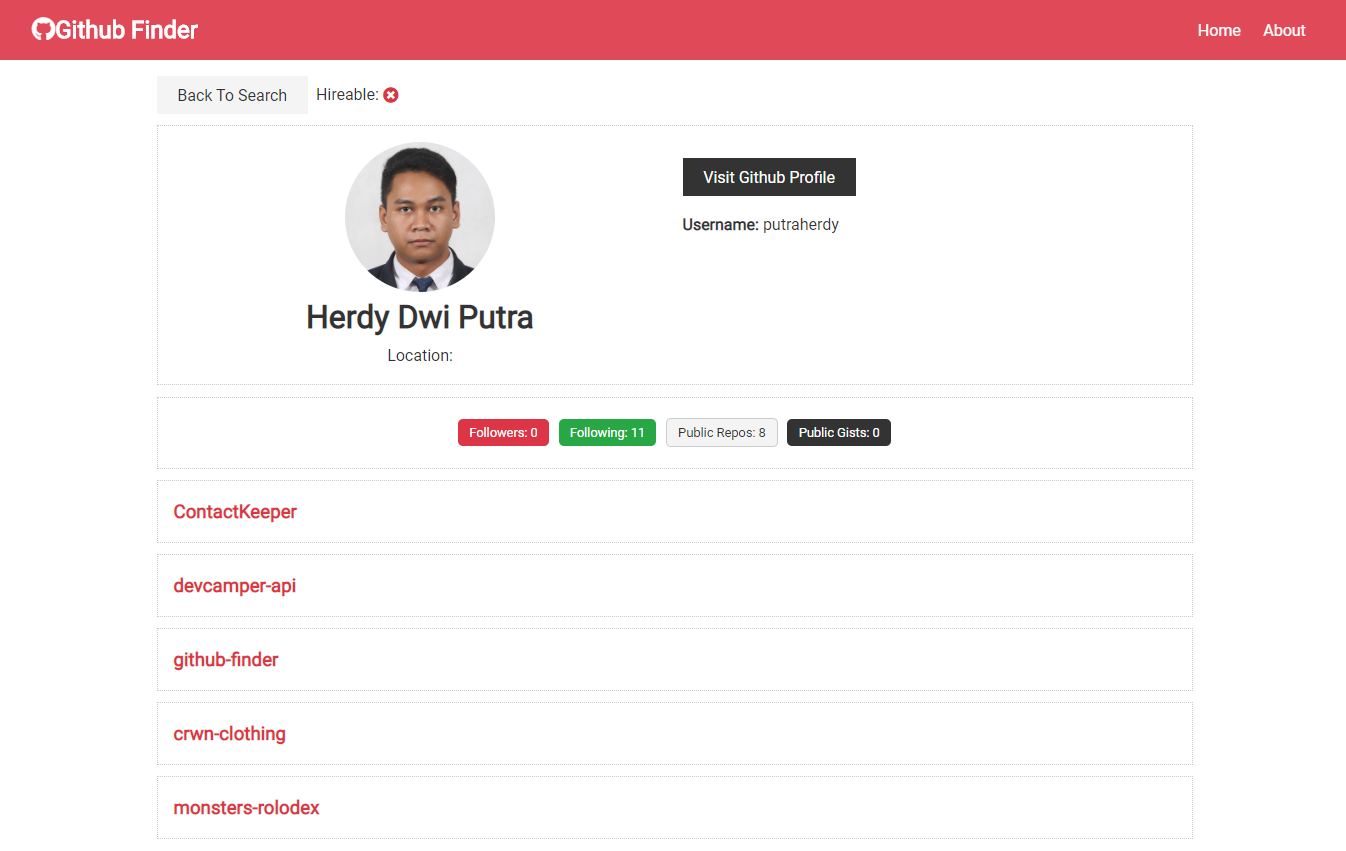 Github Finder
Home
About
Back To Search
Hireable:
Visit Github Profile
Username: putraherdy
Herdy Dwi Putra
Location:
Followers: 0
Following: 11
Public Repos: 8
Public Gists: 0
ContactKeeper
devcamper-api
github-finder
crwn-clothing
monsters-rolodex